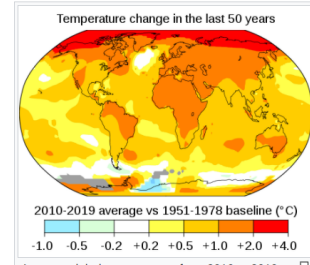 Temperature change in the last 50 years
2010-2019 average vs 1951-1978 baseline (°C)
-1.0 -0.5 -0.2 +0.2 +0.5 +1.0 +2.0 +4.0